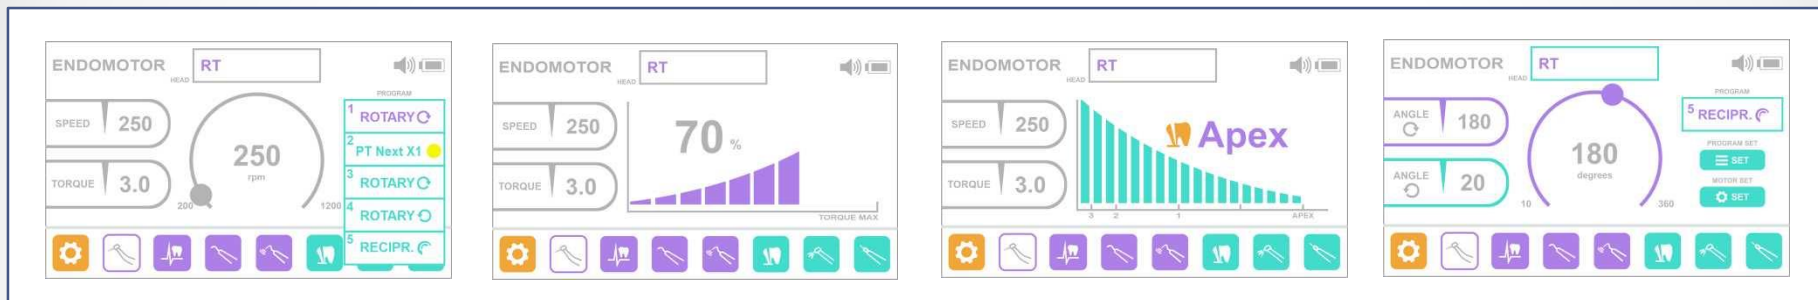 ENDOMOTOR
HEAD
RT
PROGRAM
SPEED 250
TORQUE 3.0
250
rpm
200
1200
1 ROTARY
2 PT Next X1
3 ROTARY
4 ROTARY
5 RECIPR.
ENDOMOTOR
HEAD
RT
SPEED 250
TORQUE 3.0
70 %
TORQUE MAX
ENDOMOTOR
HEAD
RT
SPEED 250
TORQUE 3.0
Apex
3 2 1 APEX
ENDOMOTOR
HEAD
RT
ANGLE 180
ANGLE 20
180
degrees
10
360
PROGRAM
5 RECIPR.
PROGRAM SET
SET
MOTOR SET
SET